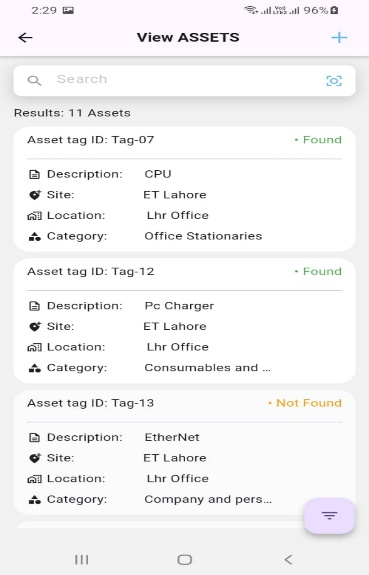 2:29 96%
View ASSETS
Search
Results: 11 Assets
Asset tag ID: Tag-07 • Found
Description: CPU
Site: ET Lahore
Location: Lhr Office
Category: Office Stationaries
Asset tag ID: Tag-12 • Found
Description: Pc Charger
Site: ET Lahore
Location: Lhr Office
Category: Consumables and ...
Asset tag ID: Tag-13 • Not Found
Description: EtherNet
Site: ET Lahore
Location: Lhr Office
Category: Company and pers...